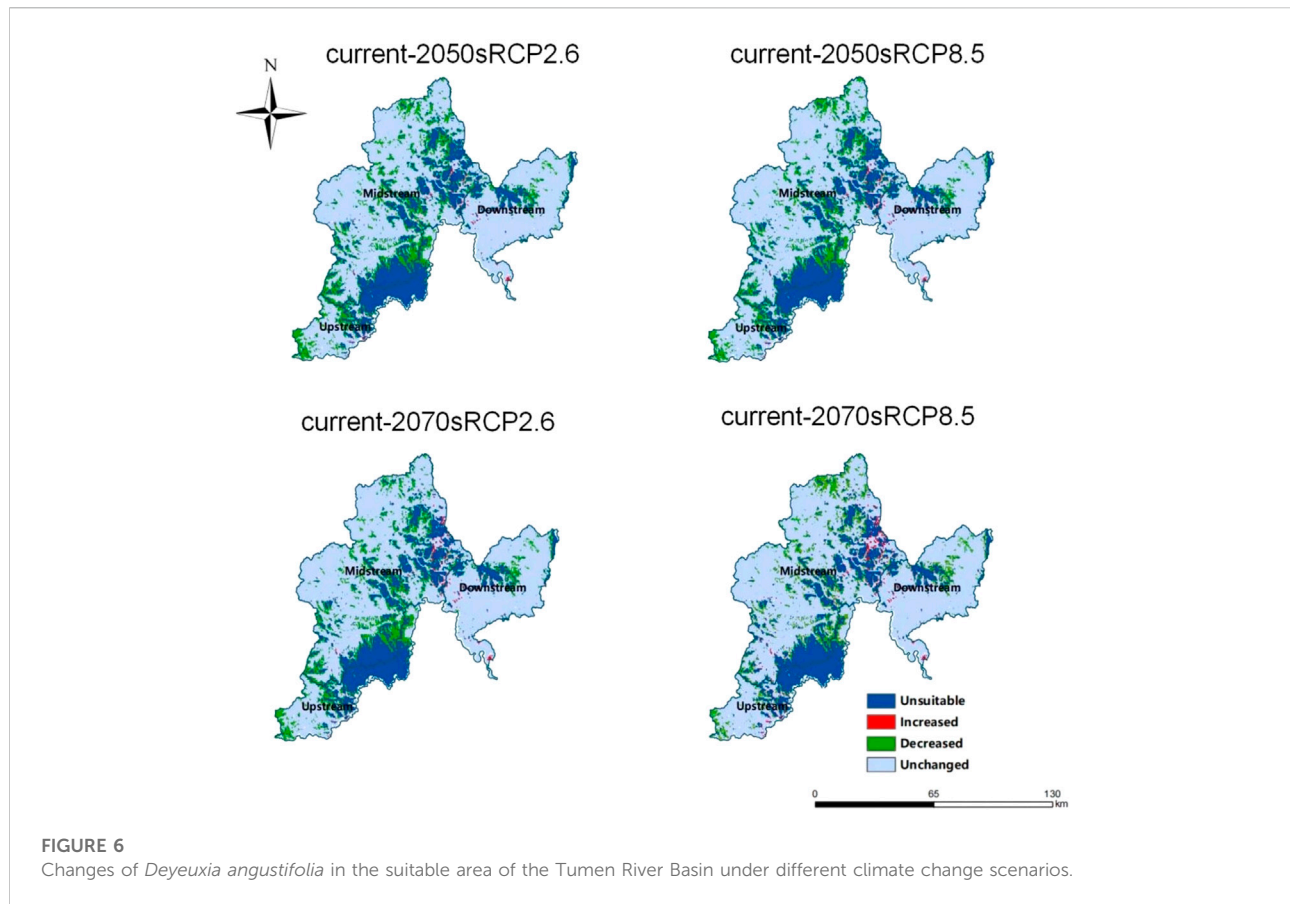 current-2050sRCP2.6
current-2050sRCP8.5
N
Midstream
Downstream
Upstream
Midstream
Downstream
Upstream
current-2070sRCP2.6
current-2070sRCP8.5
Midstream
Downstream
Upstream
Midstream
Downstream
Upstream
Unsuitable
Increased
Decreased
Unchanged
0 65 130
km
FIGURE 6
Changes of Deyeuxia angustifolia in the suitable area of the Tumen River Basin under different climate change scenarios.